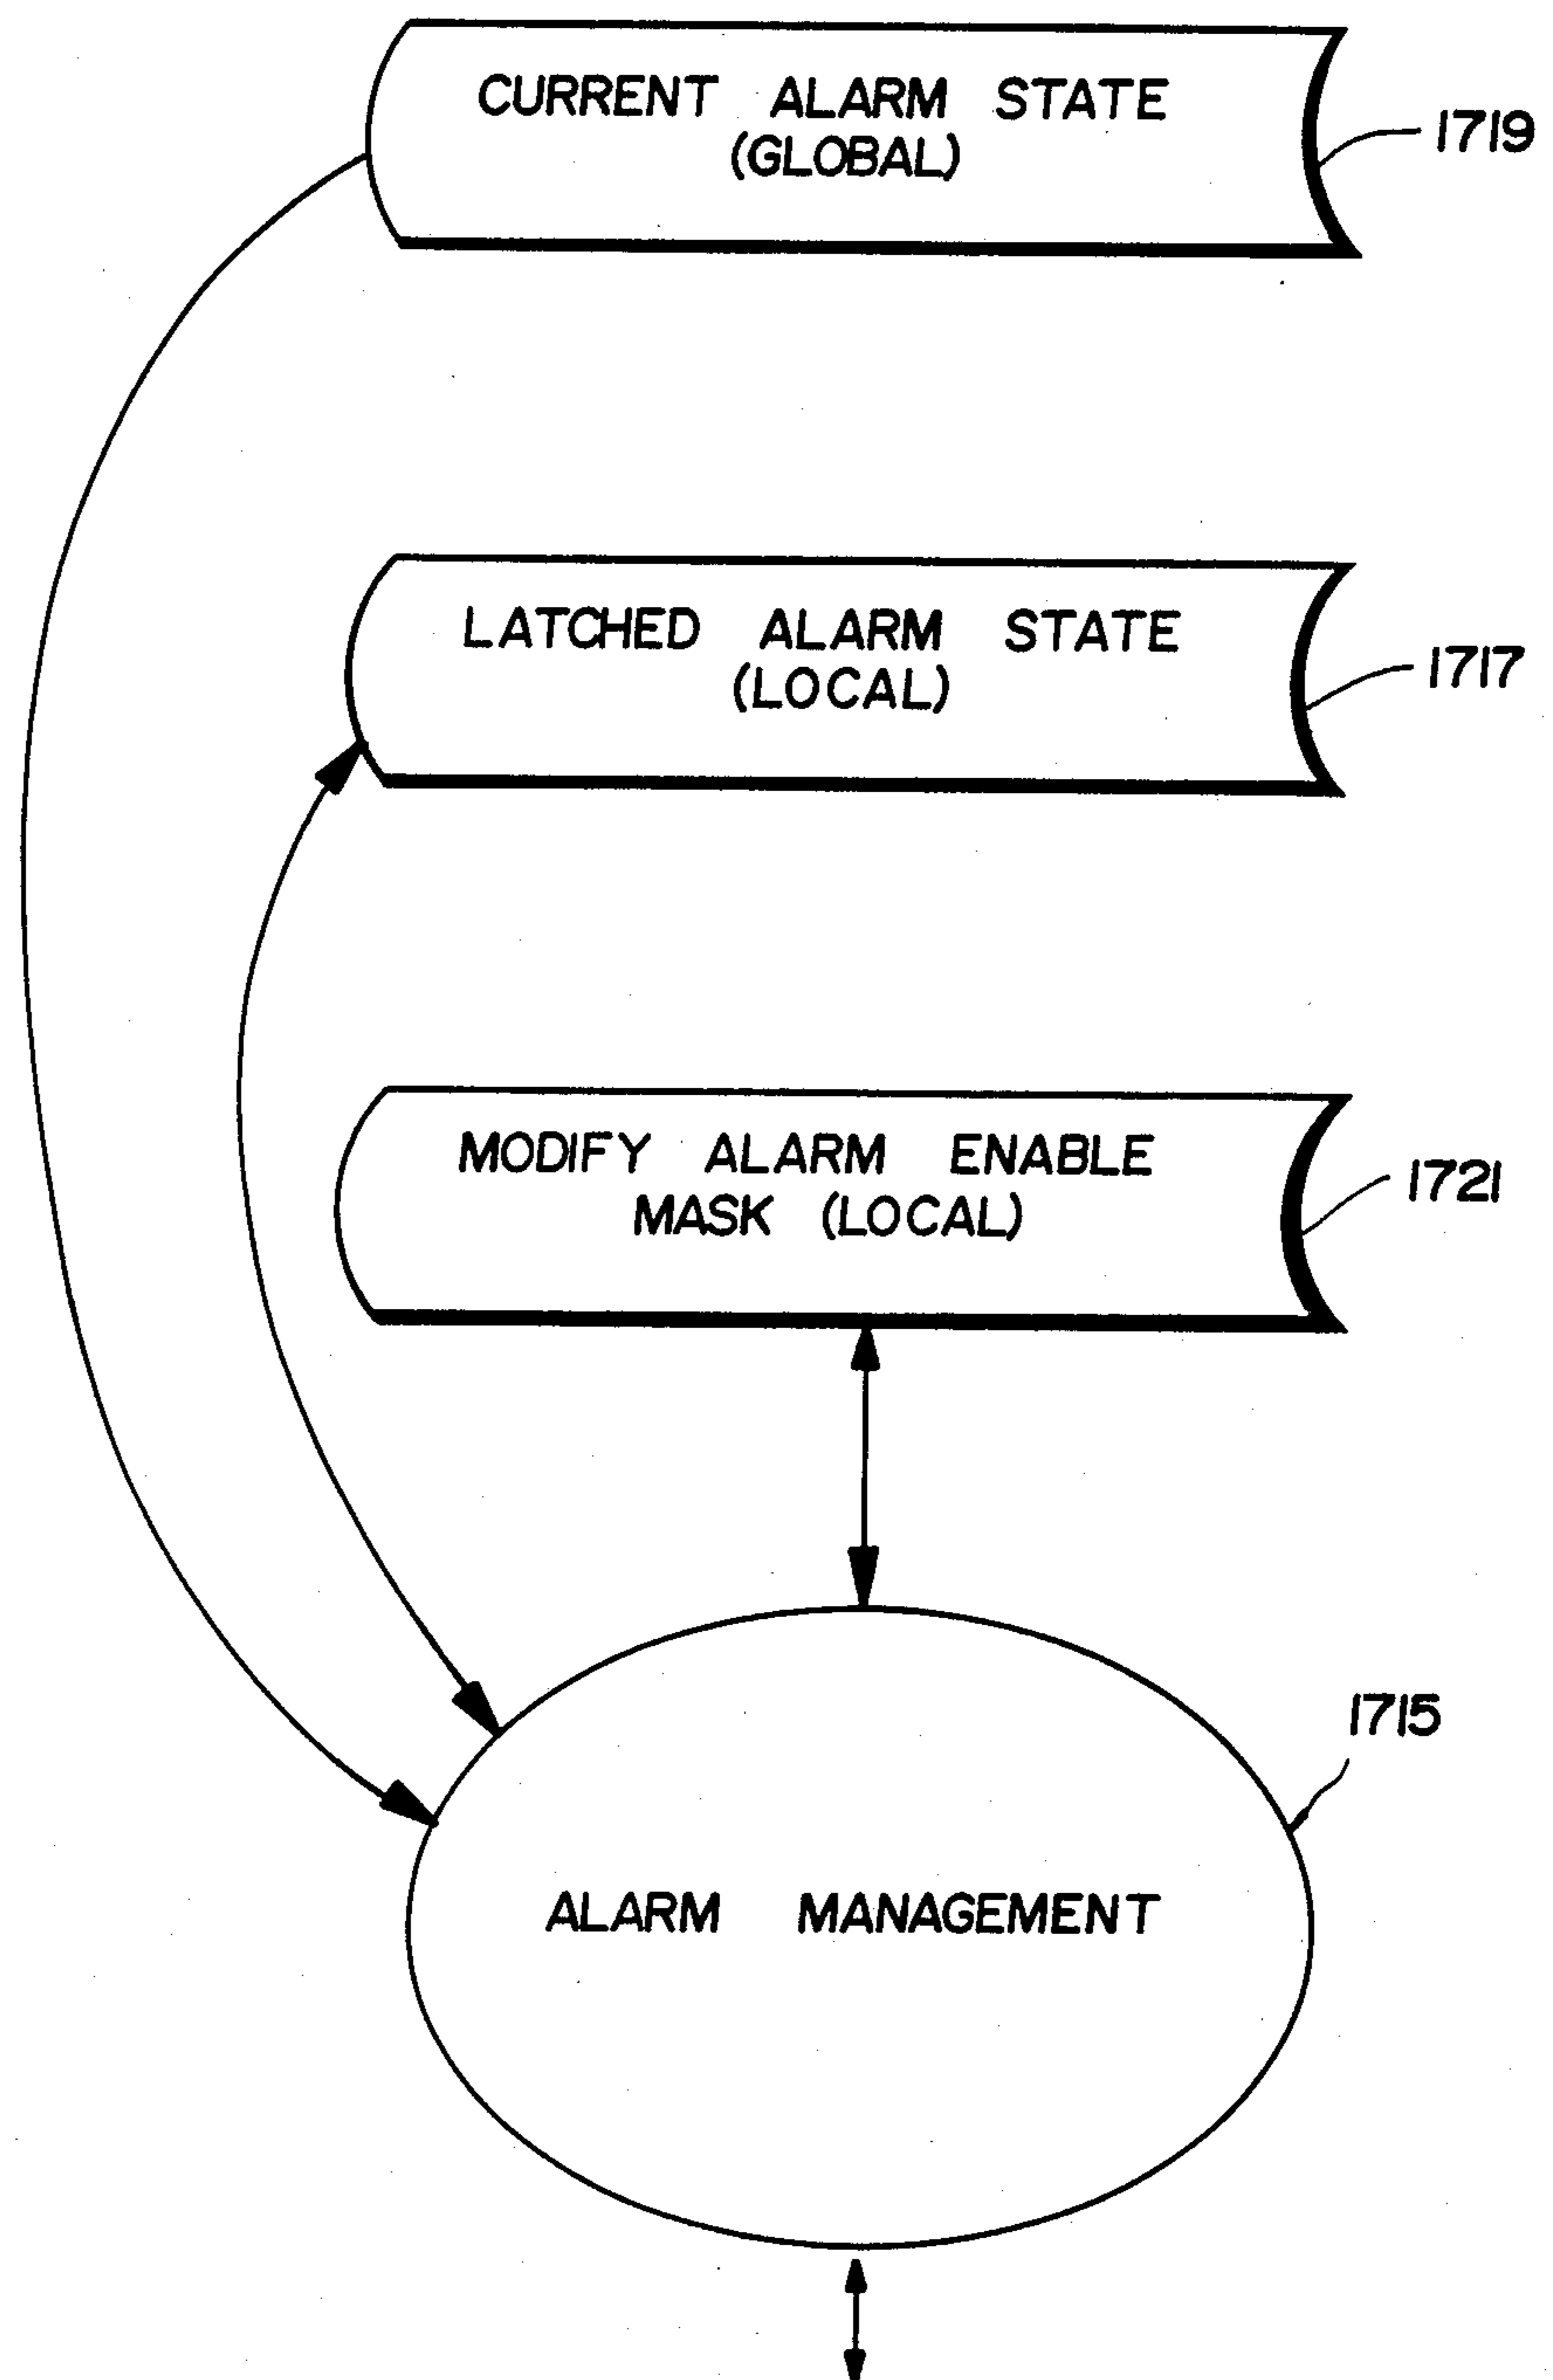 CURRENT ALARM STATE
(GLOBAL)
1719
LATCHED ALARM STATE
(LOCAL)
1717
MODIFY ALARM ENABLE
MASK (LOCAL)
1721
1715
ALARM MANAGEMENT